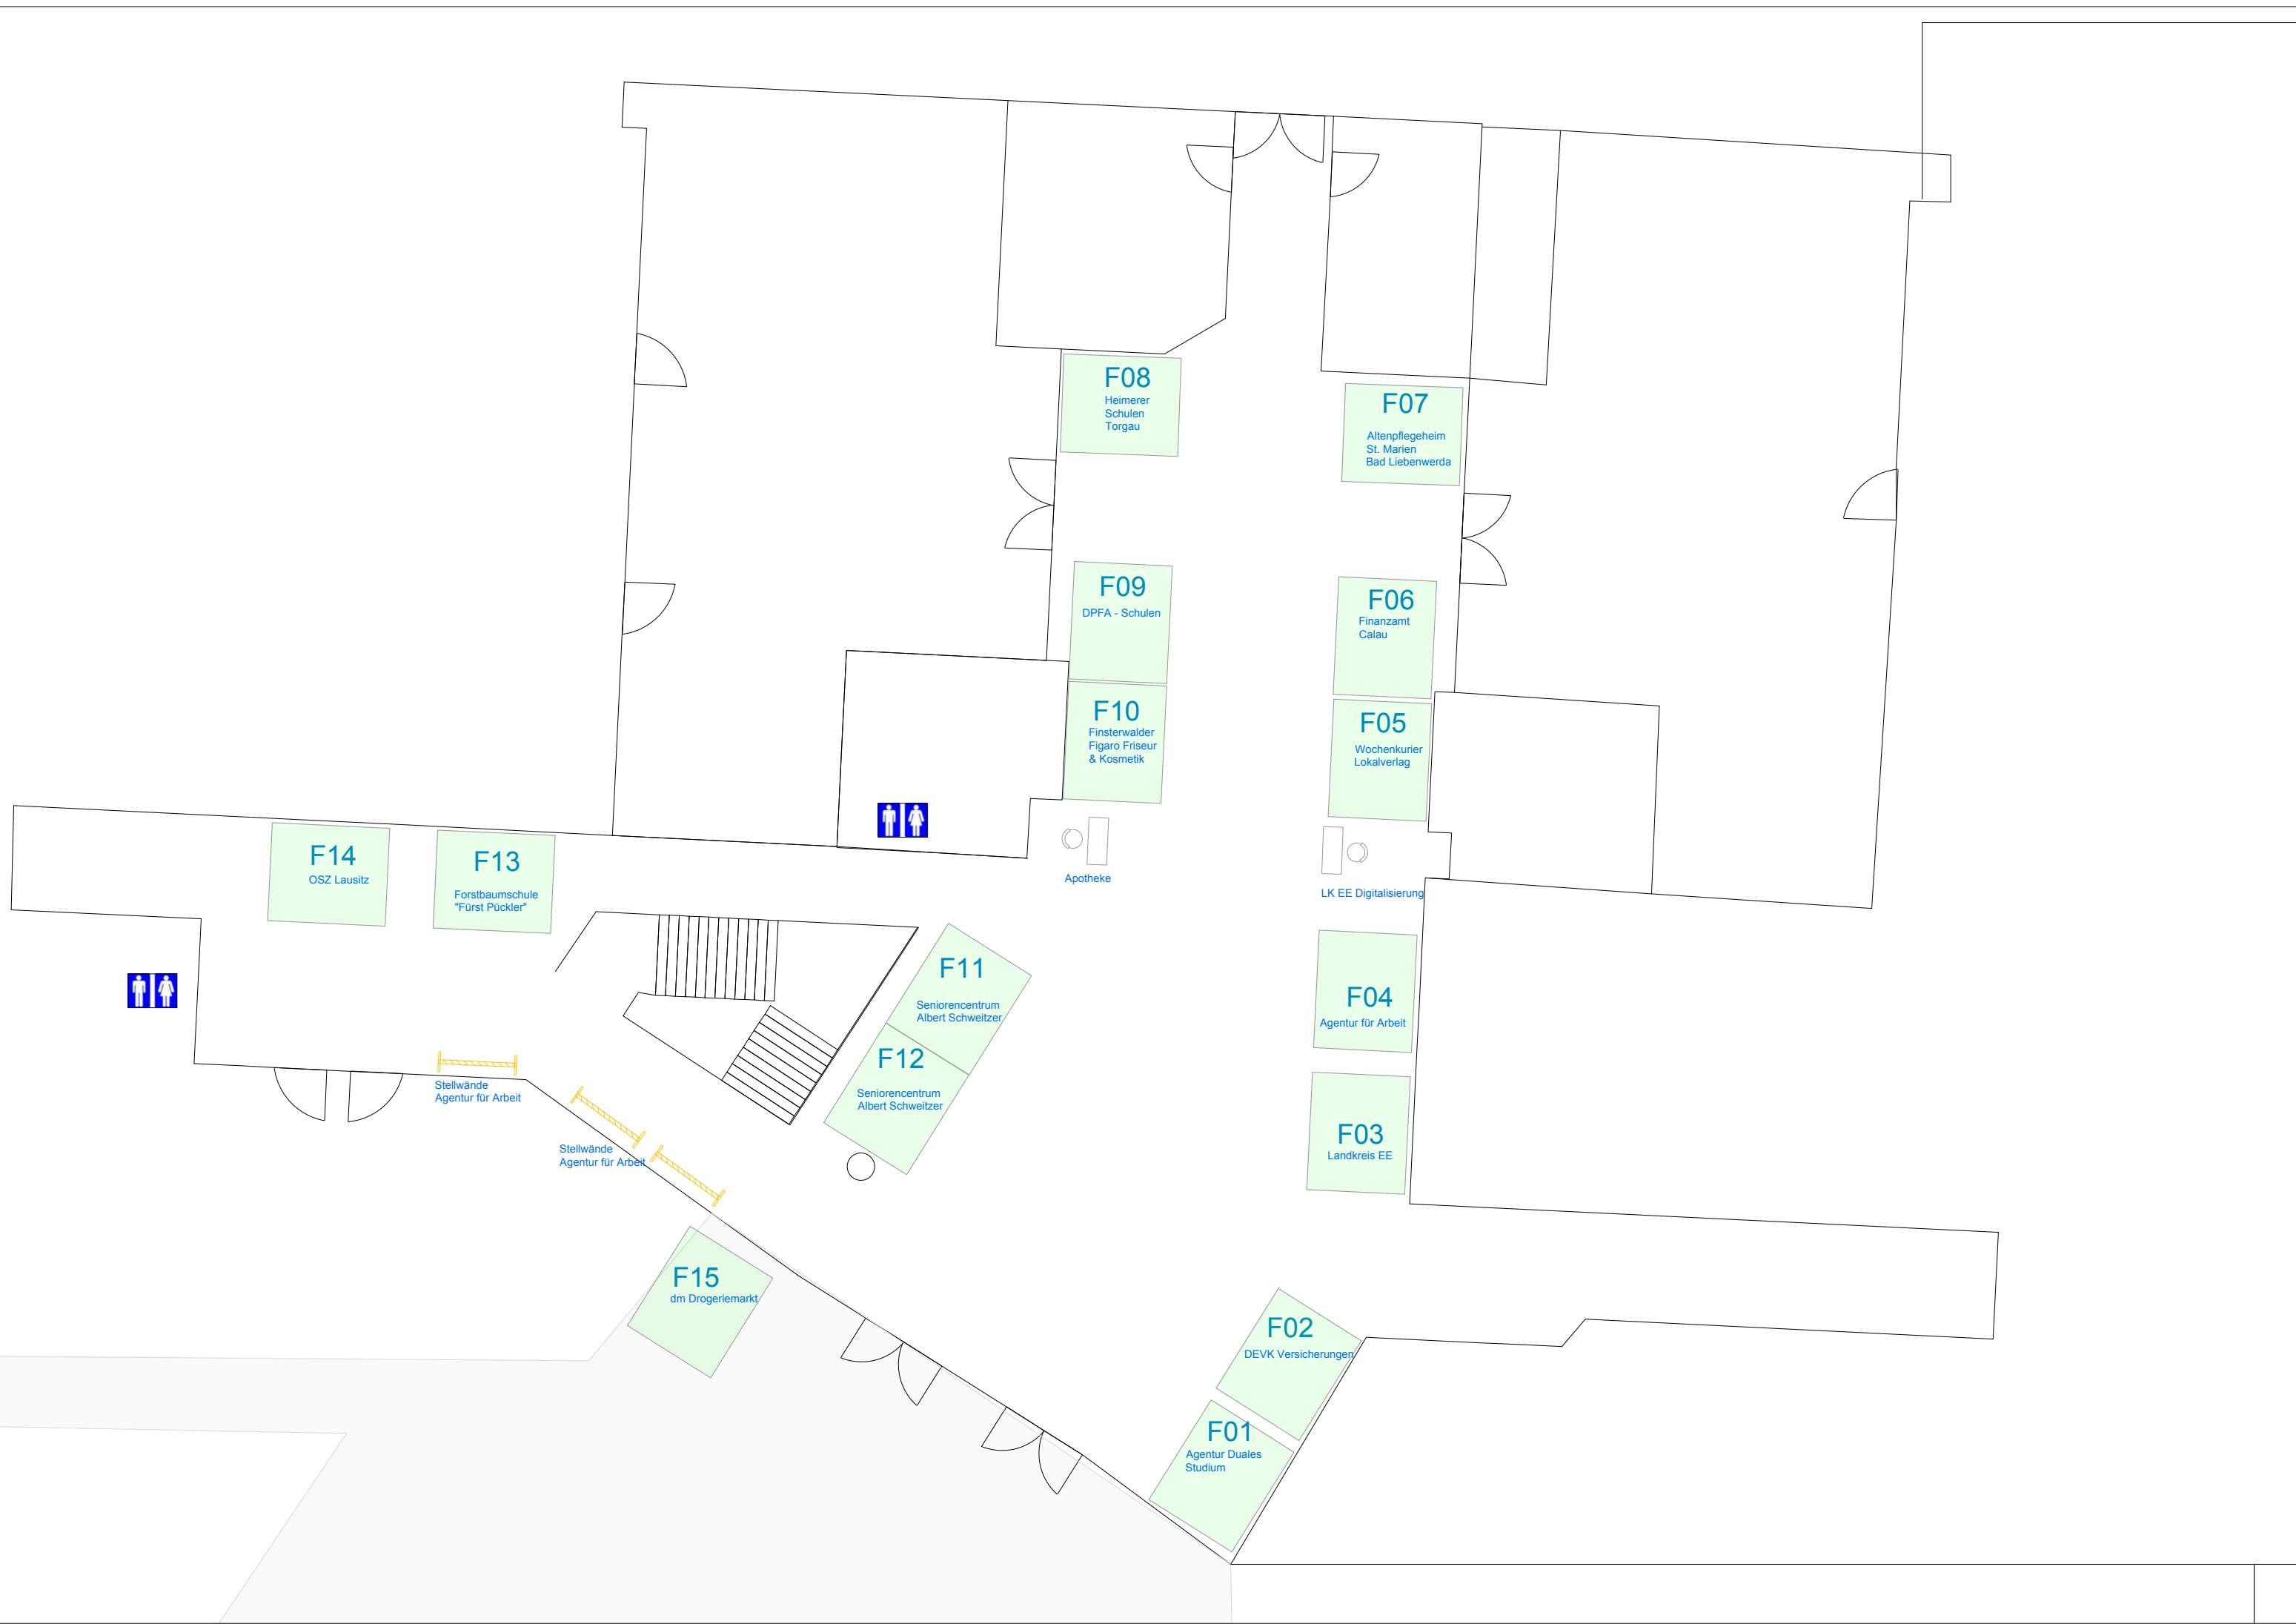 F08
Heimerer
Schulen
Torgau
F07
Altenpflegeheim
St. Marien
Bad Liebenwerda
F09
DPFA - Schulen
F06
Finanzamt
Calau
F10
Finsterwalder
Figaro Friseur
& Kosmetik
F05
Wochenkurier
Lokalverlag
F14
OSZ Lausitz
F13
Forstbaumschule
"Fürst Pückler"
Apotheke
LK EE Digitalisierung
F11
Seniorencentrum
Albert Schweitzer
F04
Agentur für Arbeit
F12
Seniorencentrum
Albert Schweitzer
Stellwände
Agentur für Arbeit
Stellwände
Agentur für Arbeit
F03
Landkreis EE
F15
dm Drogeriemarkt
F02
DEVK Versicherungen
F01
Agentur Duales
Studium